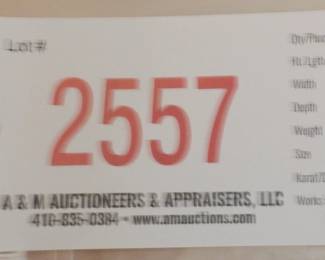 Lot #
2557
A & M AUCTIONEERS & APPRAISERS, LLC
410-835-0384 - www.amauctions.com
Qty/Piec
Ht./Lgth
Width
Depth
Weight
Size
Karat/
Works